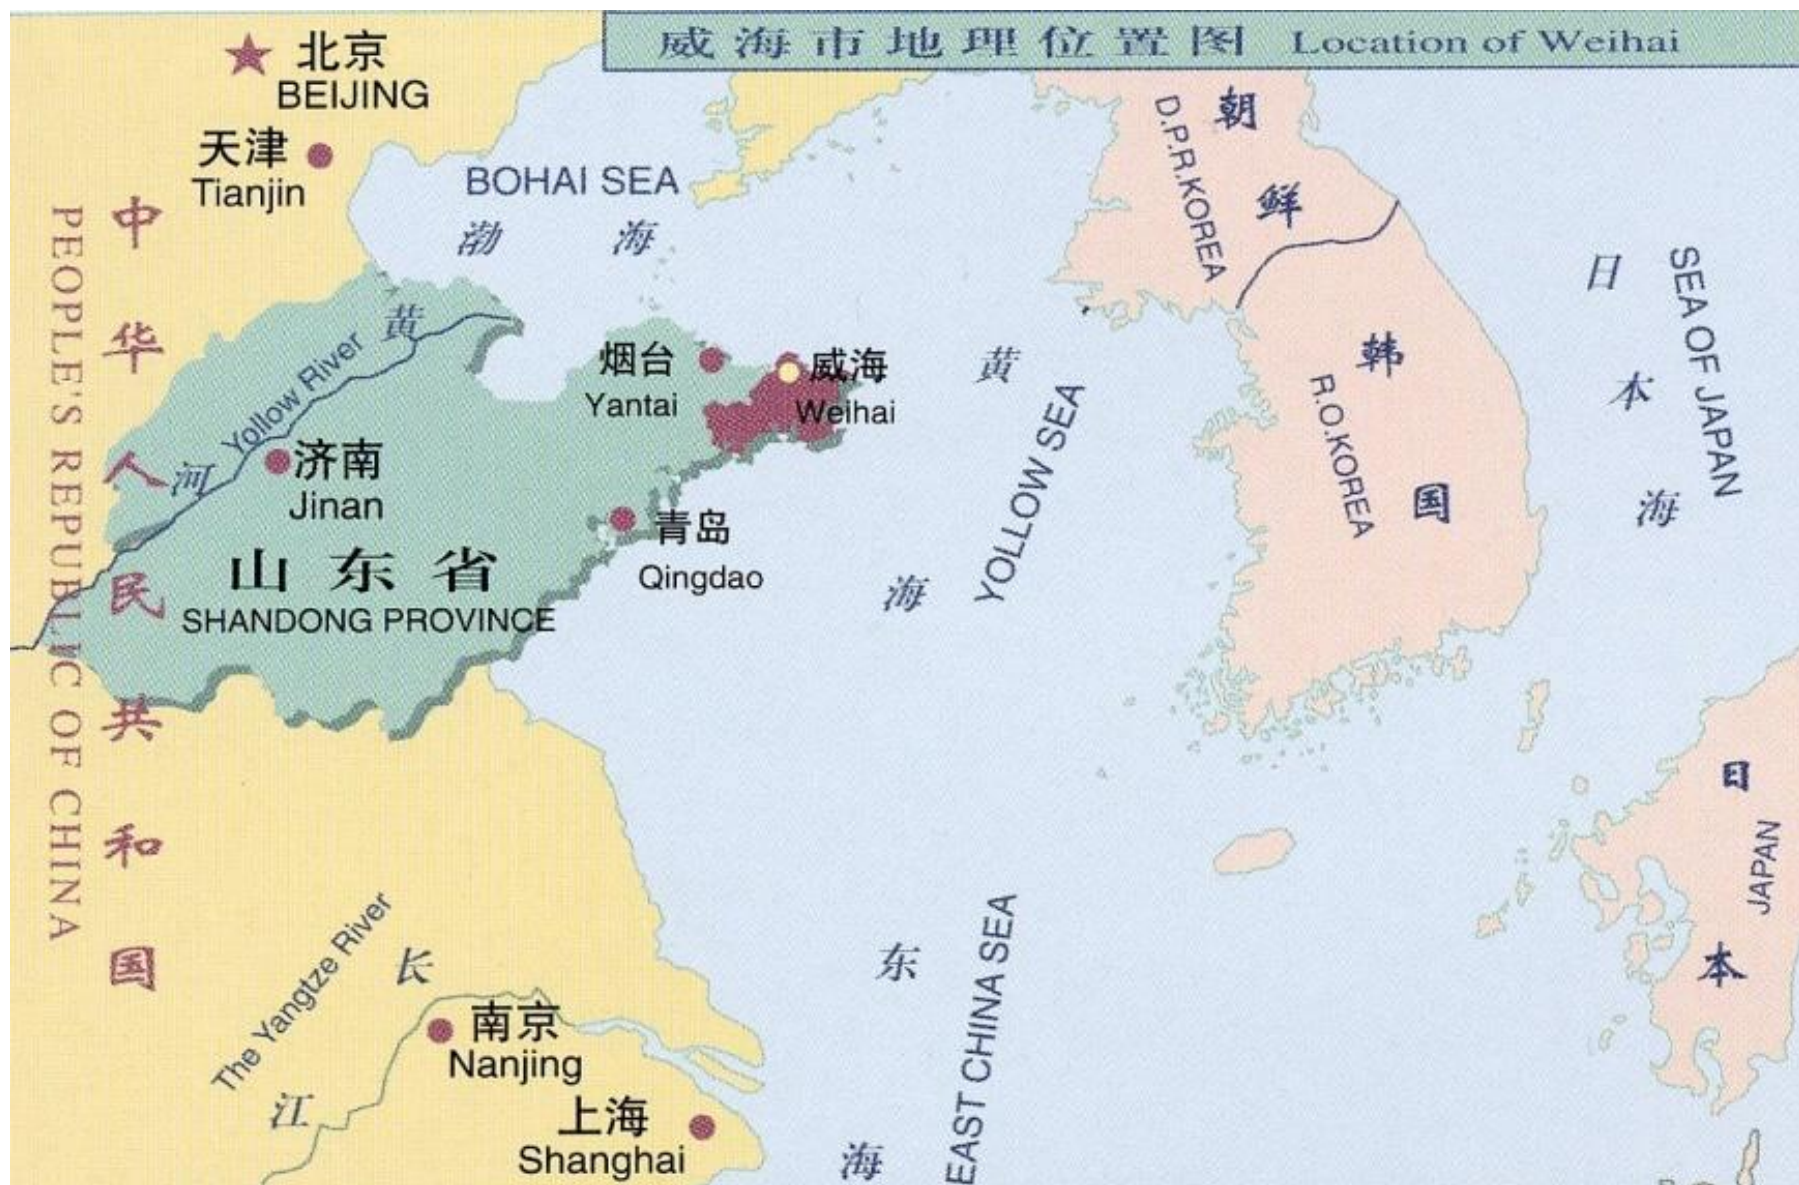 威海市地理位置图 Location of Weihai
北京
BEIJING
天津
Tianjin
BOHAI SEA
渤海
朝鲜
D.P.R.KOREA
中华人民共和国
PEOPLE'S REPUBLIC OF CHINA
黄河
Yollow River
烟台
Yantai
威海
Weihai
济南
Jinan
青岛
Qingdao
山东省
SHANDONG PROVINCE
黄海
YOLLOW SEA
韩国
R.O.KOREA
日本海
SEA OF JAPAN
日本
JAPAN
东海
EAST CHINA SEA
The Yangtze River
长江
南京
Nanjing
上海
Shanghai